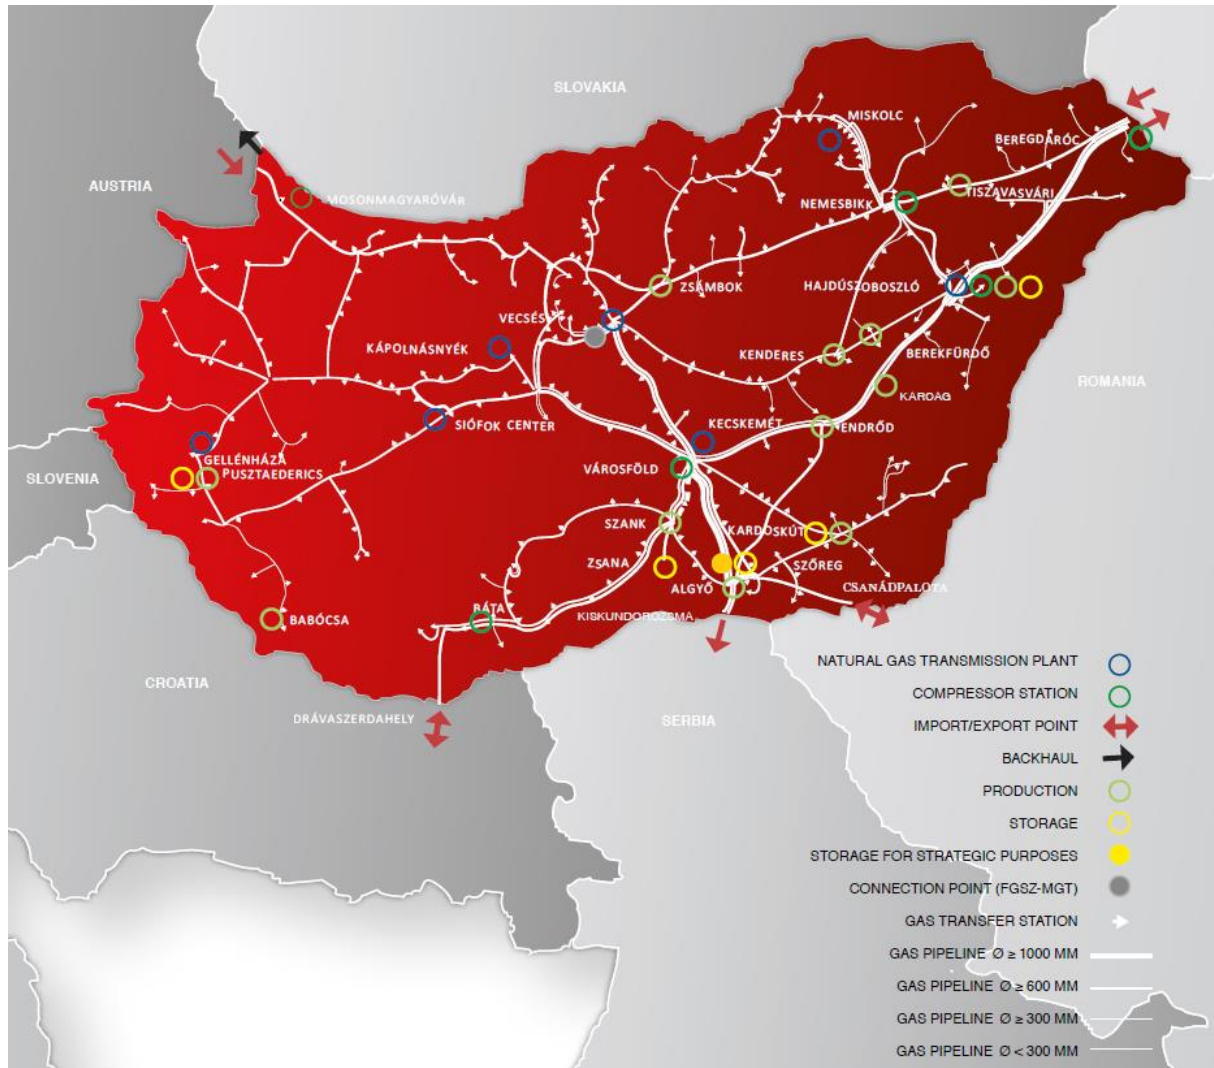 SLOVAKIA
MISKOLC
BEREGDÁRÓC
AUSTRIA
MOSONMAGYARÓVÁR
NEMESBIKK
TISZAVASVÁRI
ZSÁMBOK
HAJDÚSZOBOSZLÓ
VECSÉS
KÁPOLNÁSNYÉK
KENDERES
BEREKFÜRDŐ
ROMANIA
KARDAG
SIÓFOK CENTER
KECSKEMÉT
ENDRŐD
GELLÉNHÁZA
PUSZTAEDERICS
SLOVENIA
VÁROSFÖLD
SZANK
KARDOSKÚT
ZSANA
SZŐREG
ALGYŐ
CSANÁDPALOTA
BÁTA
KISKUNDOROZSMA
BABÓCSA
CROATIA
DRÁVASZERDAHELY
SERBIA
NATURAL GAS TRANSMISSION PLANT
COMPRESSOR STATION
IMPORT/EXPORT POINT
BACKHAUL
PRODUCTION
STORAGE
STORAGE FOR STRATEGIC PURPOSES
CONNECTION POINT (FGSZ-MGT)
GAS TRANSFER STATION
GAS PIPELINE Ø ≥ 1000 MM
GAS PIPELINE Ø ≥ 600 MM
GAS PIPELINE Ø ≥ 300 MM
GAS PIPELINE Ø < 300 MM